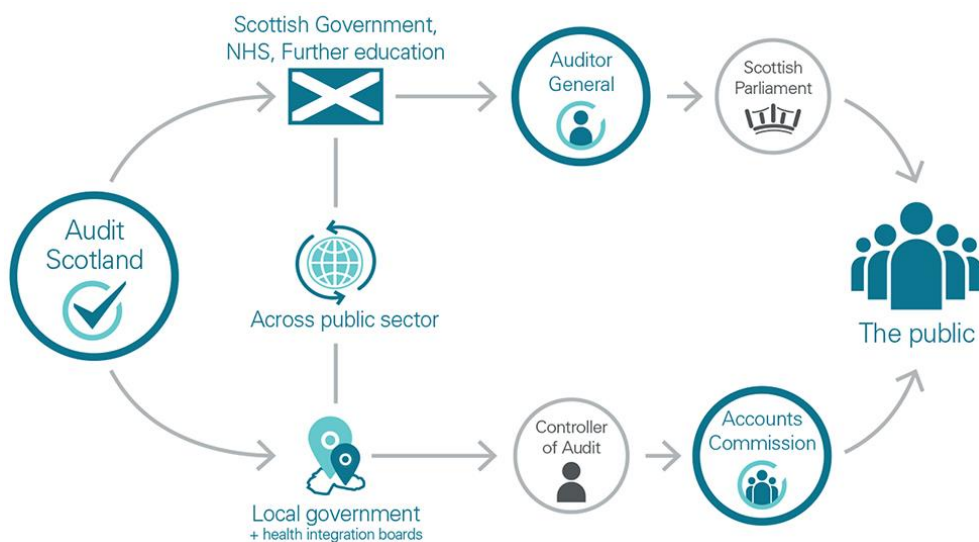 Scottish Government,
NHS, Further education
Auditor
General
Scottish
Parliament
Audit
Scotland
Across public sector
The public
Local government
+ health integration boards
Controller
of Audit
Accounts
Commission